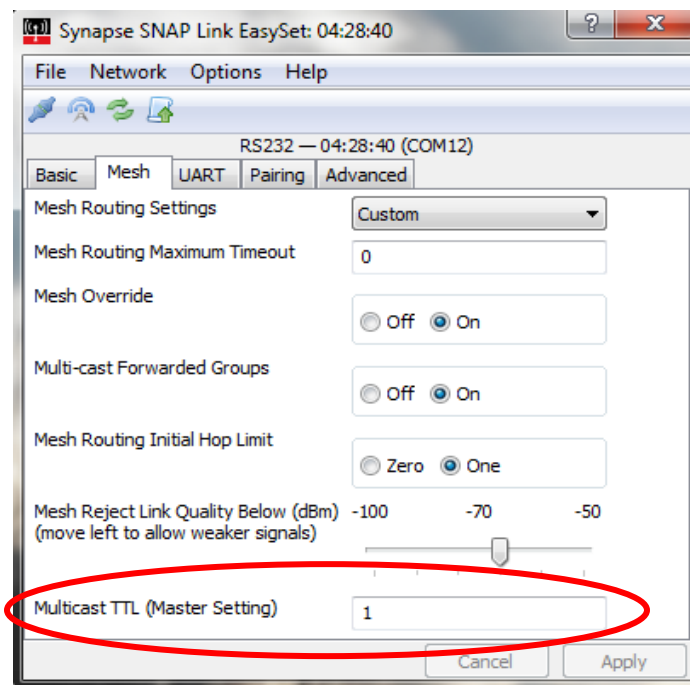 Synapse SNAP Link EasySet: 04:28:40
? X
File Network Options Help
RS232 — 04:28:40 (COM12)
Basic Mesh UART Pairing Advanced
Mesh Routing Settings Custom
Mesh Routing Maximum Timeout 0
Mesh Override
Off On
Multi-cast Forwarded Groups
Off On
Mesh Routing Initial Hop Limit
Zero One
Mesh Reject Link Quality Below (dBm) -100 -70 -50
(move left to allow weaker signals)
Multicast TTL (Master Setting) 1
Cancel Apply